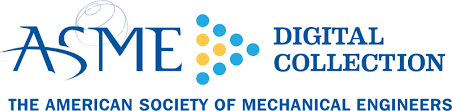 ASME
DIGITAL
COLLECTION
THE AMERICAN SOCIETY OF MECHANICAL ENGINEERS